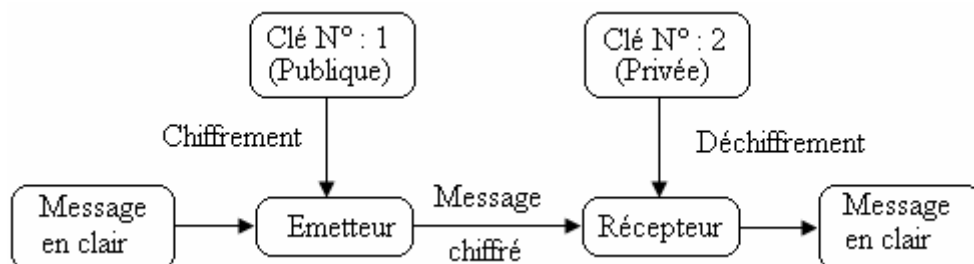 Clé N° : 1
(Publique)
Clé N° : 2
(Privée)
Chiffrement
Déchiffrement
Message
en clair
Emetteur
Message
chiffré
Récepteur
Message
en clair